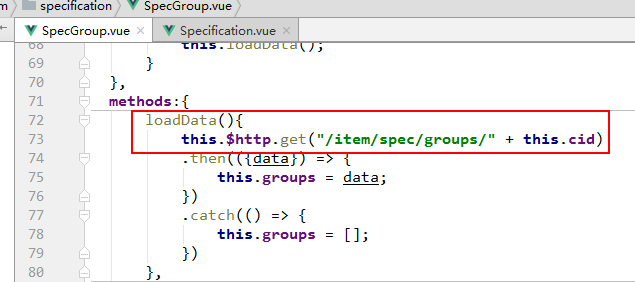 m specification SpecGroup.vue
SpecGroup.vue × Specification.vue ×
68 this.loadData();
69 }
70 },
71 methods:{
72 loadData(){
73 this.$http.get("/item/spec/groups/" + this.cid)
74 .then(({data}) => {
75 this.groups = data;
76 })
77 .catch(() => {
78 this.groups = [];
79 })
80 },